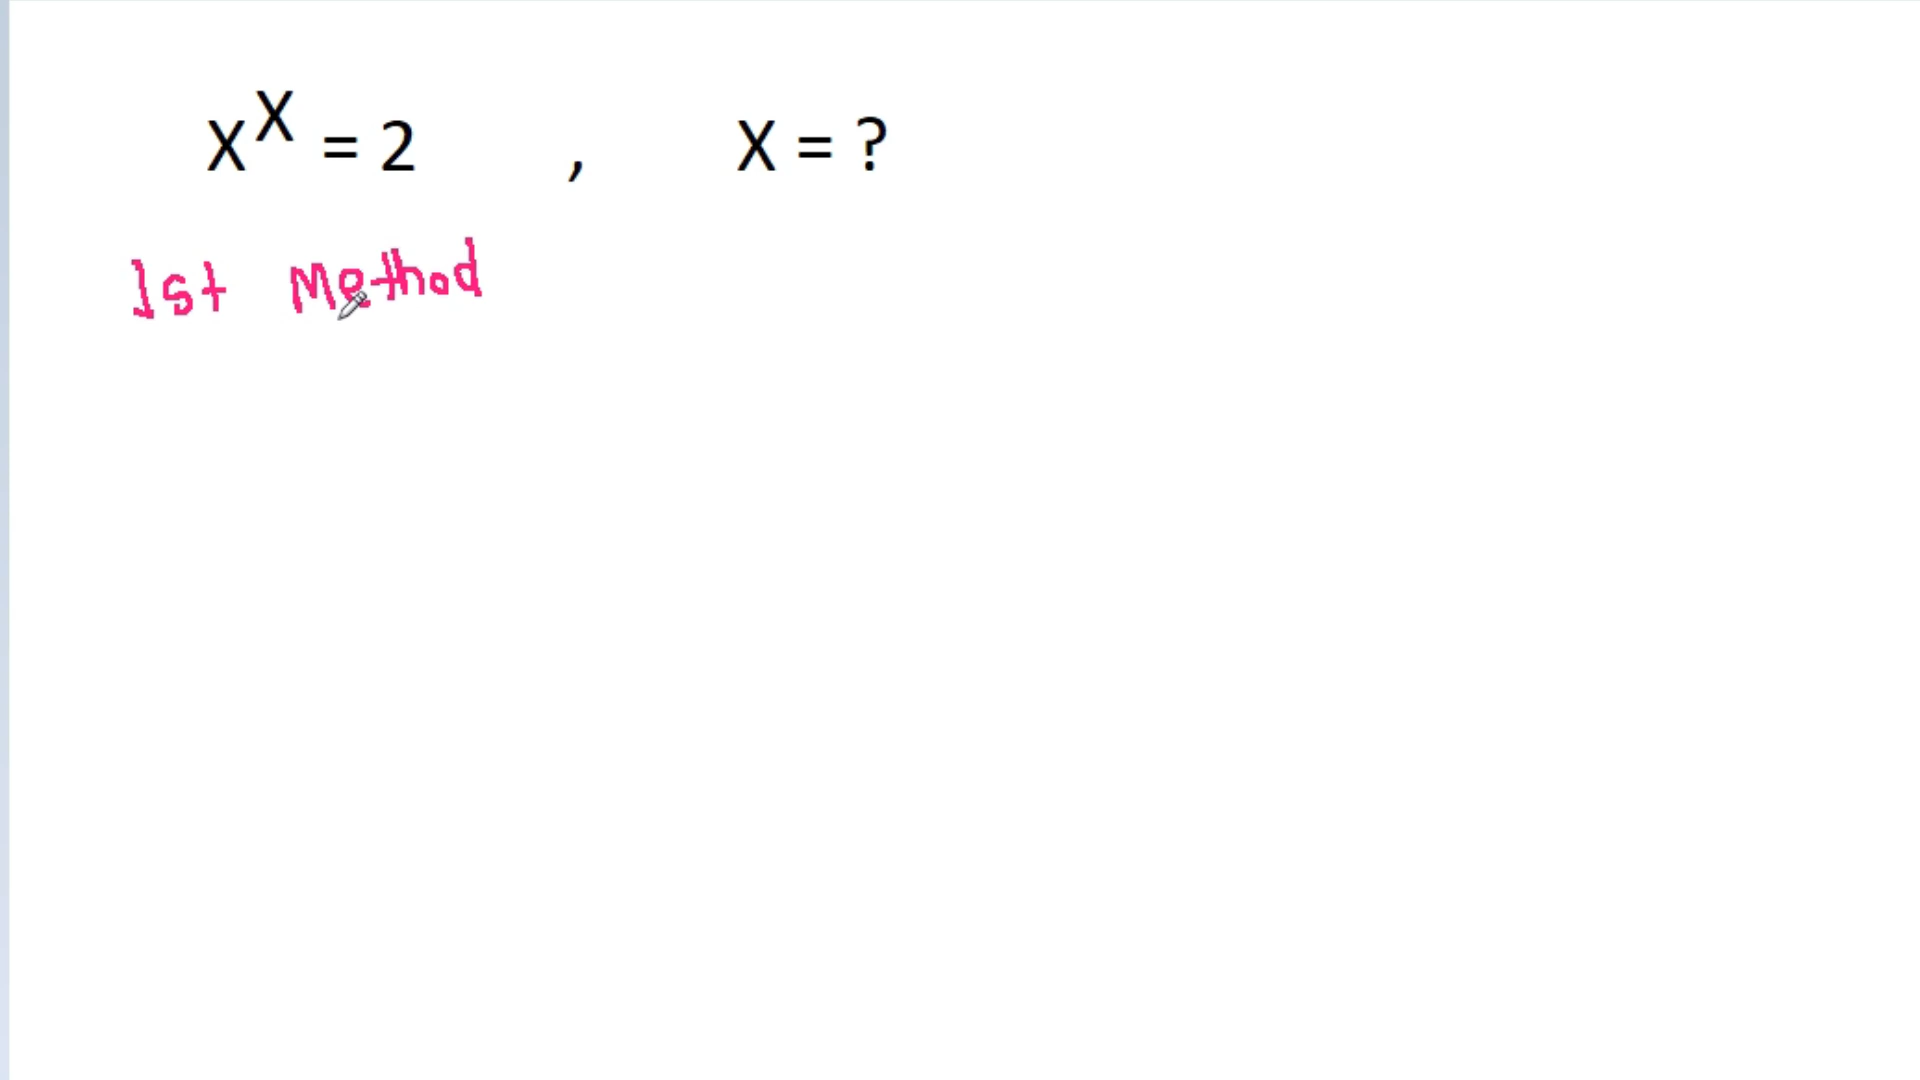 X^X = 2 , X = ?
1st Method